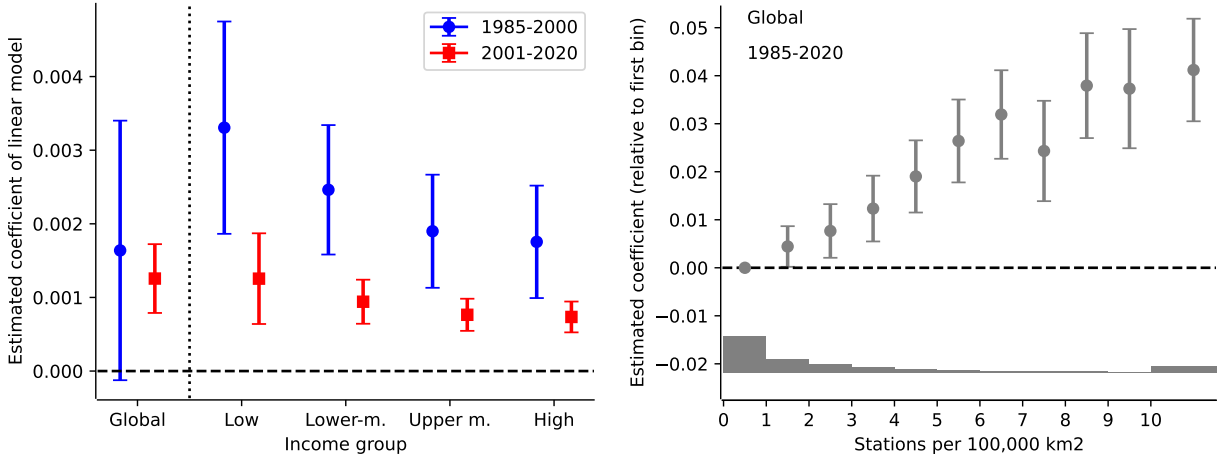 Estimated coefficient of linear model
0.004
0.003
0.002
0.001
0.000
1985-2000
2001-2020
Global
Low
Lower-m.
Upper m.
High
Income group
Estimated coefficient (relative to first bin)
0.05
0.04
0.03
0.02
0.01
0.00
−0.01
−0.02
Global
1985-2020
0 1 2 3 4 5 6 7 8 9 10
Stations per 100,000 km2